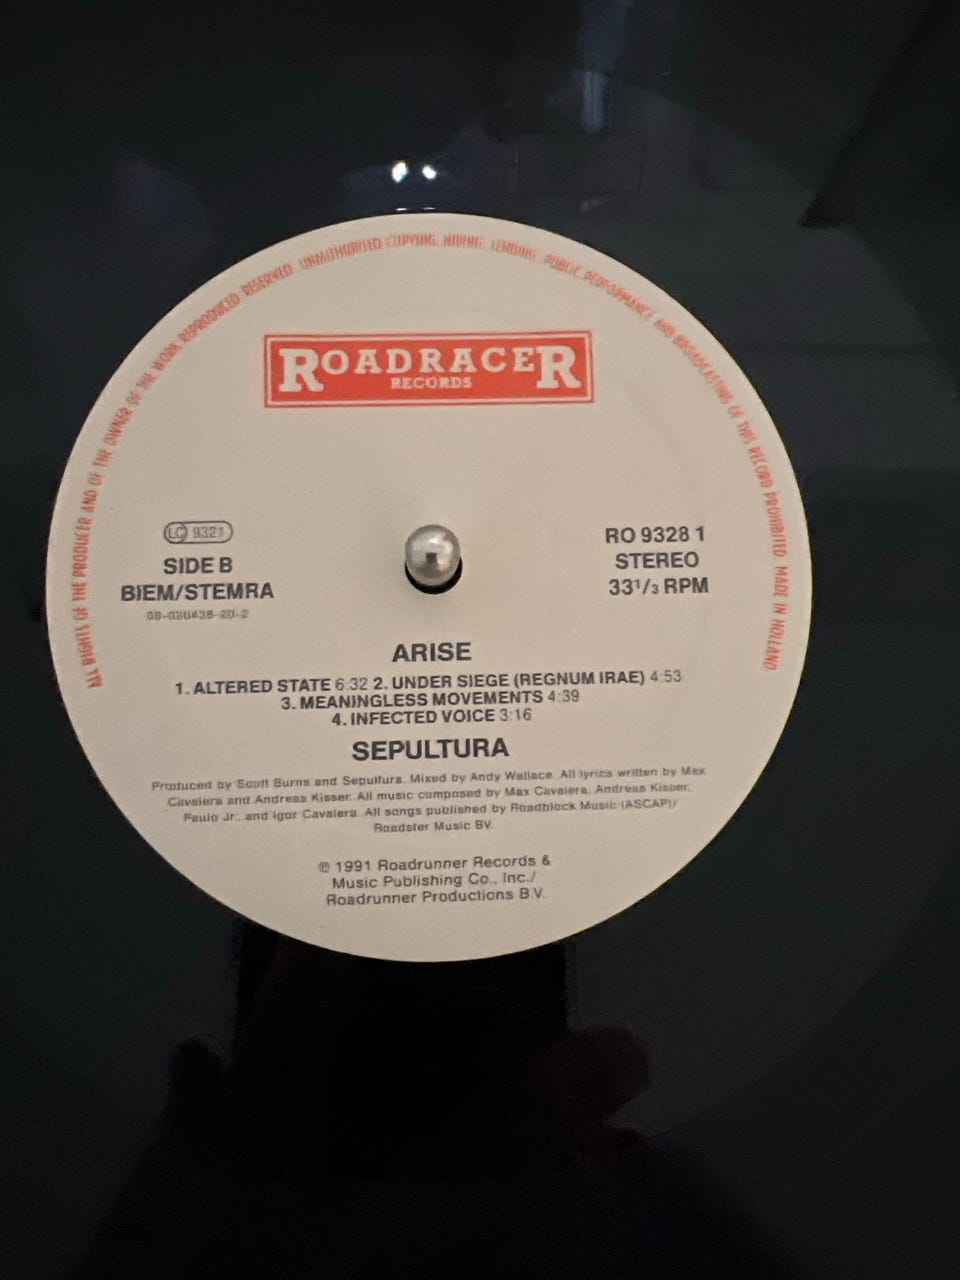 ALL RIGHTS OF THE PRODUCER AND OF THE OWNER OF THE WORK REPRODUCED RESERVED. UNAUTHORISED COPYING, HIRING, LENDING, PUBLIC PERFORMANCE AND BROADCASTING OF THIS RECORD PROHIBITED. MADE IN HOLLAND
ROADRACER
RECORDS
LC 9321
SIDE B
BIEM/STEMRA
08-080436-20-2
RO 9328 1
STEREO
33¹/₃ RPM
ARISE
1. ALTERED STATE 6:32 2. UNDER SIEGE (REGNUM IRAE) 4:53
3. MEANINGLESS MOVEMENTS 4:39
4. INFECTED VOICE 3:16
SEPULTURA
Produced by Scott Burns and Sepultura. Mixed by Andy Wallace. All lyrics written by Max
Cavalera and Andreas Kisser. All music composed by Max Cavalera, Andreas Kisser,
Paulo Jr., and Igor Cavalera. All songs published by Roadblock Music (ASCAP)/
Roadster Music BV.
℗ 1991 Roadrunner Records &
Music Publishing Co., Inc./
Roadrunner Productions B.V.